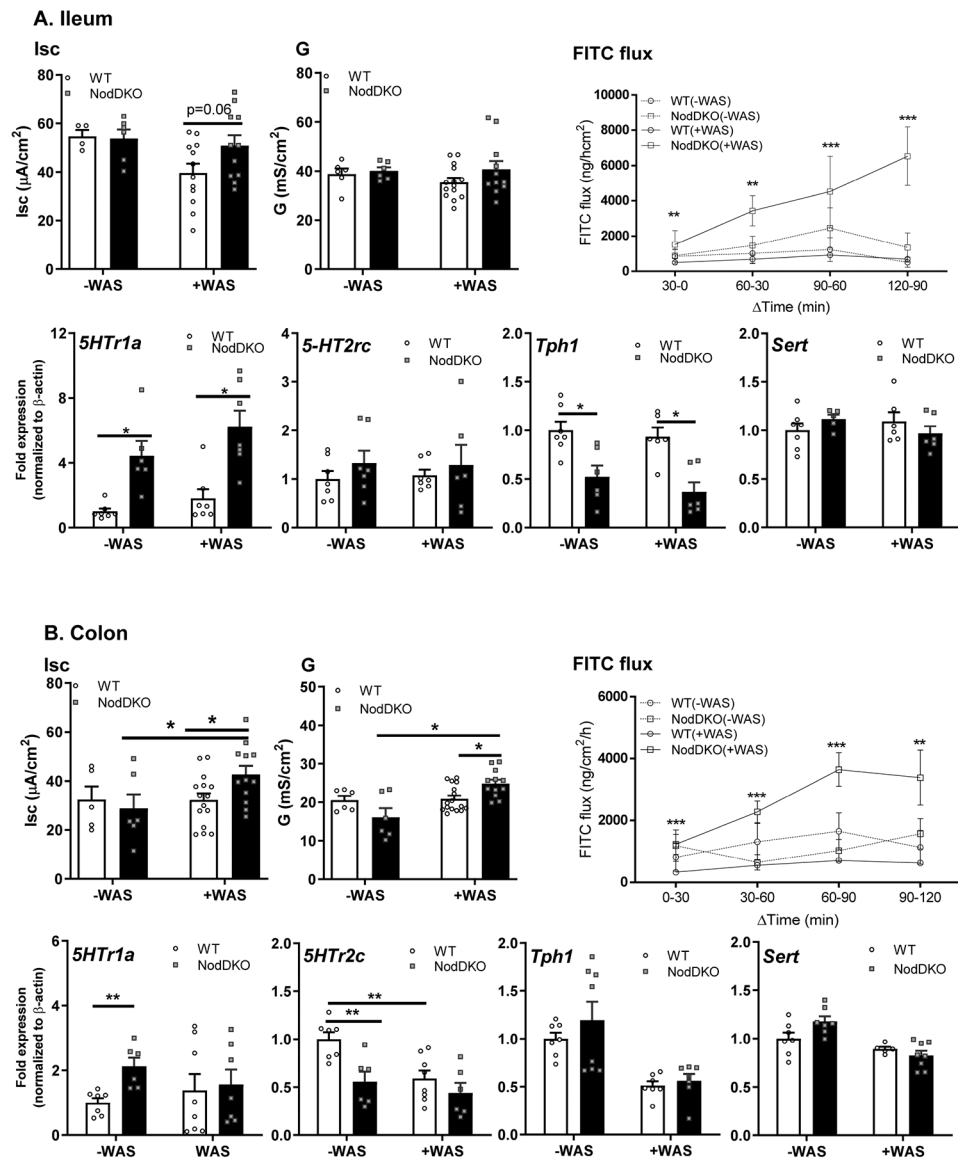 A. Ileum
Isc
WT
NodDKO
p=0.06
Isc (µA/cm²)
80
60
40
20
0
-WAS
+WAS
G
WT
NodDKO
G (mS/cm²)
80
60
40
20
0
-WAS
+WAS
FITC flux
WT(-WAS)
NodDKO(-WAS)
WT(+WAS)
NodDKO(+WAS)
FITC flux (ng/hcm²)
10000
8000
6000
4000
2000
0
**
**
***
***
30-0
60-30
90-60
120-90
ΔTime (min)
5HTr1a
WT
NodDKO
Fold expression
(normalized to β-actin)
12
8
4
0
*
*
-WAS
+WAS
5-HT2rc
WT
NodDKO
4
3
2
1
0
-WAS
+WAS
Tph1
WT
NodDKO
2.0
1.5
1.0
0.5
0.0
*
*
-WAS
+WAS
Sert
WT
NodDKO
2.0
1.5
1.0
0.5
0.0
-WAS
+WAS
B. Colon
Isc
WT
NodDKO
Isc (µA/cm²)
80
60
40
20
0
*
*
-WAS
+WAS
G
WT
NodDKO
G (mS/cm²)
50
40
30
20
10
0
*
*
-WAS
+WAS
FITC flux
WT(-WAS)
NodDKO(-WAS)
WT(+WAS)
NodDKO(+WAS)
FITC flux (ng/cm²/h)
6000
4000
2000
0
***
***
***
**
0-30
30-60
60-90
90-120
ΔTime (min)
5HTr1a
WT
NodDKO
Fold expression
(normalized to β-actin)
6
4
2
0
**
-WAS
WAS
5HTr2c
WT
NodDKO
2.0
1.5
1.0
0.5
0.0
**
**
-WAS
+WAS
Tph1
WT
NodDKO
2.0
1.5
1.0
0.5
0.0
-WAS
+WAS
Sert
WT
NodDKO
2.0
1.5
1.0
0.5
0.0
-WAS
+WAS